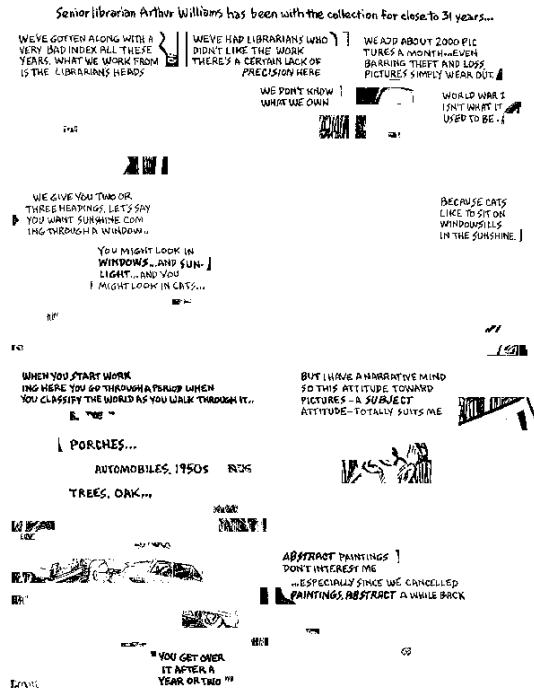 Senior librarian Arthur Williams has been with the collection for close to 31 years...
WE'VE GOTTEN ALONG WITH A
VERY BAD INDEX ALL THESE
YEARS. WHAT WE WORK FROM
IS THE LIBRARIANS HEADS
WE'VE HAD LIBRARIANS WHO
DIDN'T LIKE THE WORK
THERE'S A CERTAIN LACK OF
PRECISION HERE
WE ADD ABOUT 2000 PIC
TURES A MONTH...EVEN
BARRING THEFT AND LOSS
PICTURES SIMPLY WEAR OUT.
WE DON'T KNOW
WHAT WE OWN
WORLD WAR I
ISN'T WHAT IT
USED TO BE.
WE GIVE YOU TWO OR
THREE HEADINGS. LET'S SAY
YOU WANT SUNSHINE COM
ING THROUGH A WINDOW...
YOU MIGHT LOOK IN
WINDOWS...AND SUN-
LIGHT...AND YOU
MIGHT LOOK IN CATS...
BECAUSE CATS
LIKE TO SIT ON
WINDOWSILLS
IN THE SUNSHINE.
WHEN YOU START WORK
ING HERE YOU GO THROUGH A PERIOD WHEN
YOU CLASSIFY THE WORLD AS YOU WALK THROUGH IT...
PORCHES...
AUTOMOBILES, 1950S
TREES, OAK...
BUT I HAVE A NARRATIVE MIND
SO THIS ATTITUDE TOWARD
PICTURES - A SUBJECT
ATTITUDE - TOTALLY SUITS ME
ABSTRACT PAINTINGS
DON'T INTEREST ME
...ESPECIALLY SINCE WE CANCELLED
PAINTINGS, ABSTRACT A WHILE BACK
"YOU GET OVER
IT AFTER A
YEAR OR TWO"